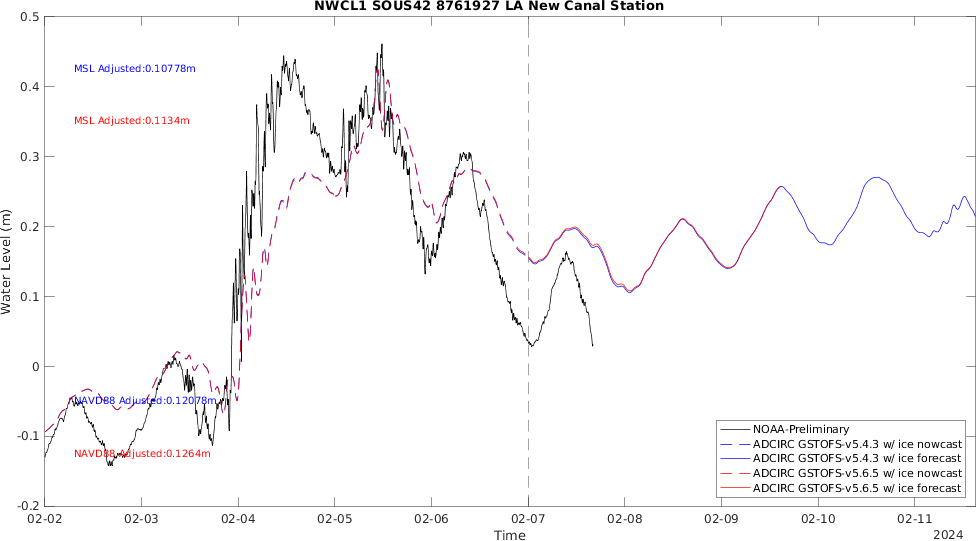 NWCL1 SOUS42 8761927 LA New Canal Station
0.5
0.4
0.3
0.2
0.1
0
-0.1
-0.2
Water Level (m)
MSL Adjusted:0.10778m
MSL Adjusted:0.1134m
NAVD88 Adjusted:0.12078m
NAVD88 Adjusted:0.1264m
NOAA-Preliminary
ADCIRC GSTOFS-v5.4.3 w/ ice nowcast
ADCIRC GSTOFS-v5.4.3 w/ ice forecast
ADCIRC GSTOFS-v5.6.5 w/ ice nowcast
ADCIRC GSTOFS-v5.6.5 w/ ice forecast
02-02 02-03 02-04 02-05 02-06 02-07 02-08 02-09 02-10 02-11
Time
2024